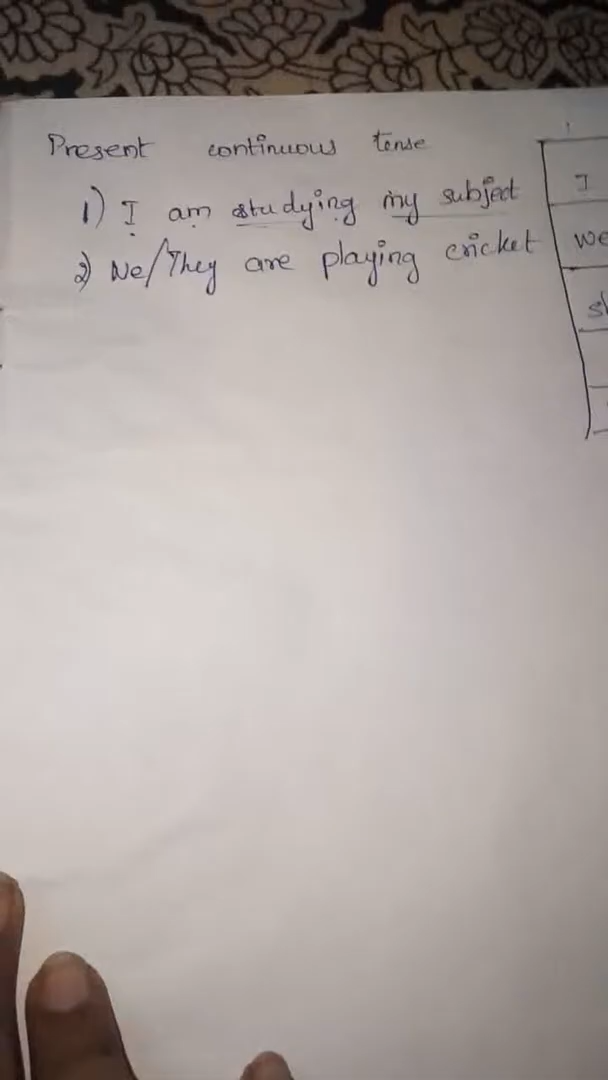 Present continuous tense
1) I am studying my subject
2) We/They are playing cricket
I
we